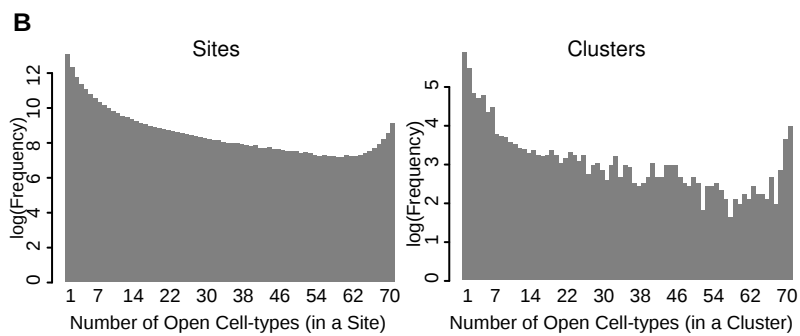 B
Sites
Clusters
log(Frequency)
0 2 4 6 8 10 12
1 7 14 22 30 38 46 54 62 70
Number of Open Cell-types (in a Site)
log(Frequency)
0 1 2 3 4 5
1 7 14 22 30 38 46 54 62 70
Number of Open Cell-types (in a Cluster)